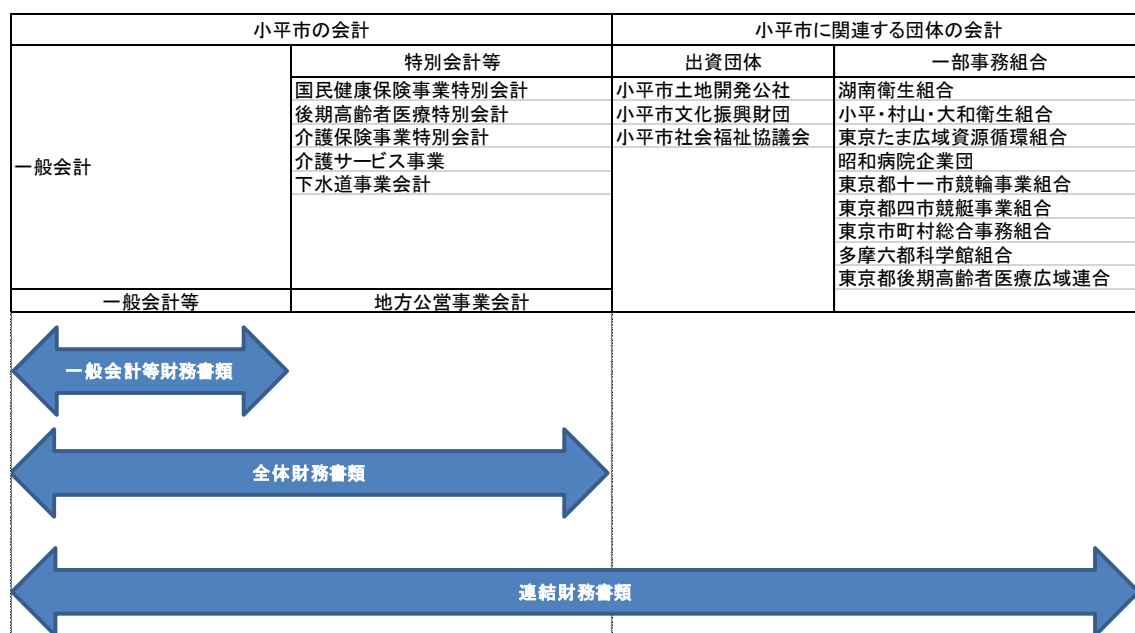 小平市の会計 小平市に関連する団体の会計
特別会計等 出資団体 一部事務組合
国民健康保険事業特別会計 小平市土地開発公社 湖南衛生組合
後期高齢者医療特別会計 小平市文化振興財団 小平・村山・大和衛生組合
介護保険事業特別会計 小平市社会福祉協議会 東京たま広域資源循環組合
一般会計 介護サービス事業 昭和病院企業団
下水道事業会計 東京都十一市競輪事業組合
東京都四市競艇事業組合
東京市町村総合事務組合
多摩六都科学館組合
東京都後期高齢者医療広域連合
一般会計等 地方公営事業会計
一般会計等財務書類
全体財務書類
連結財務書類